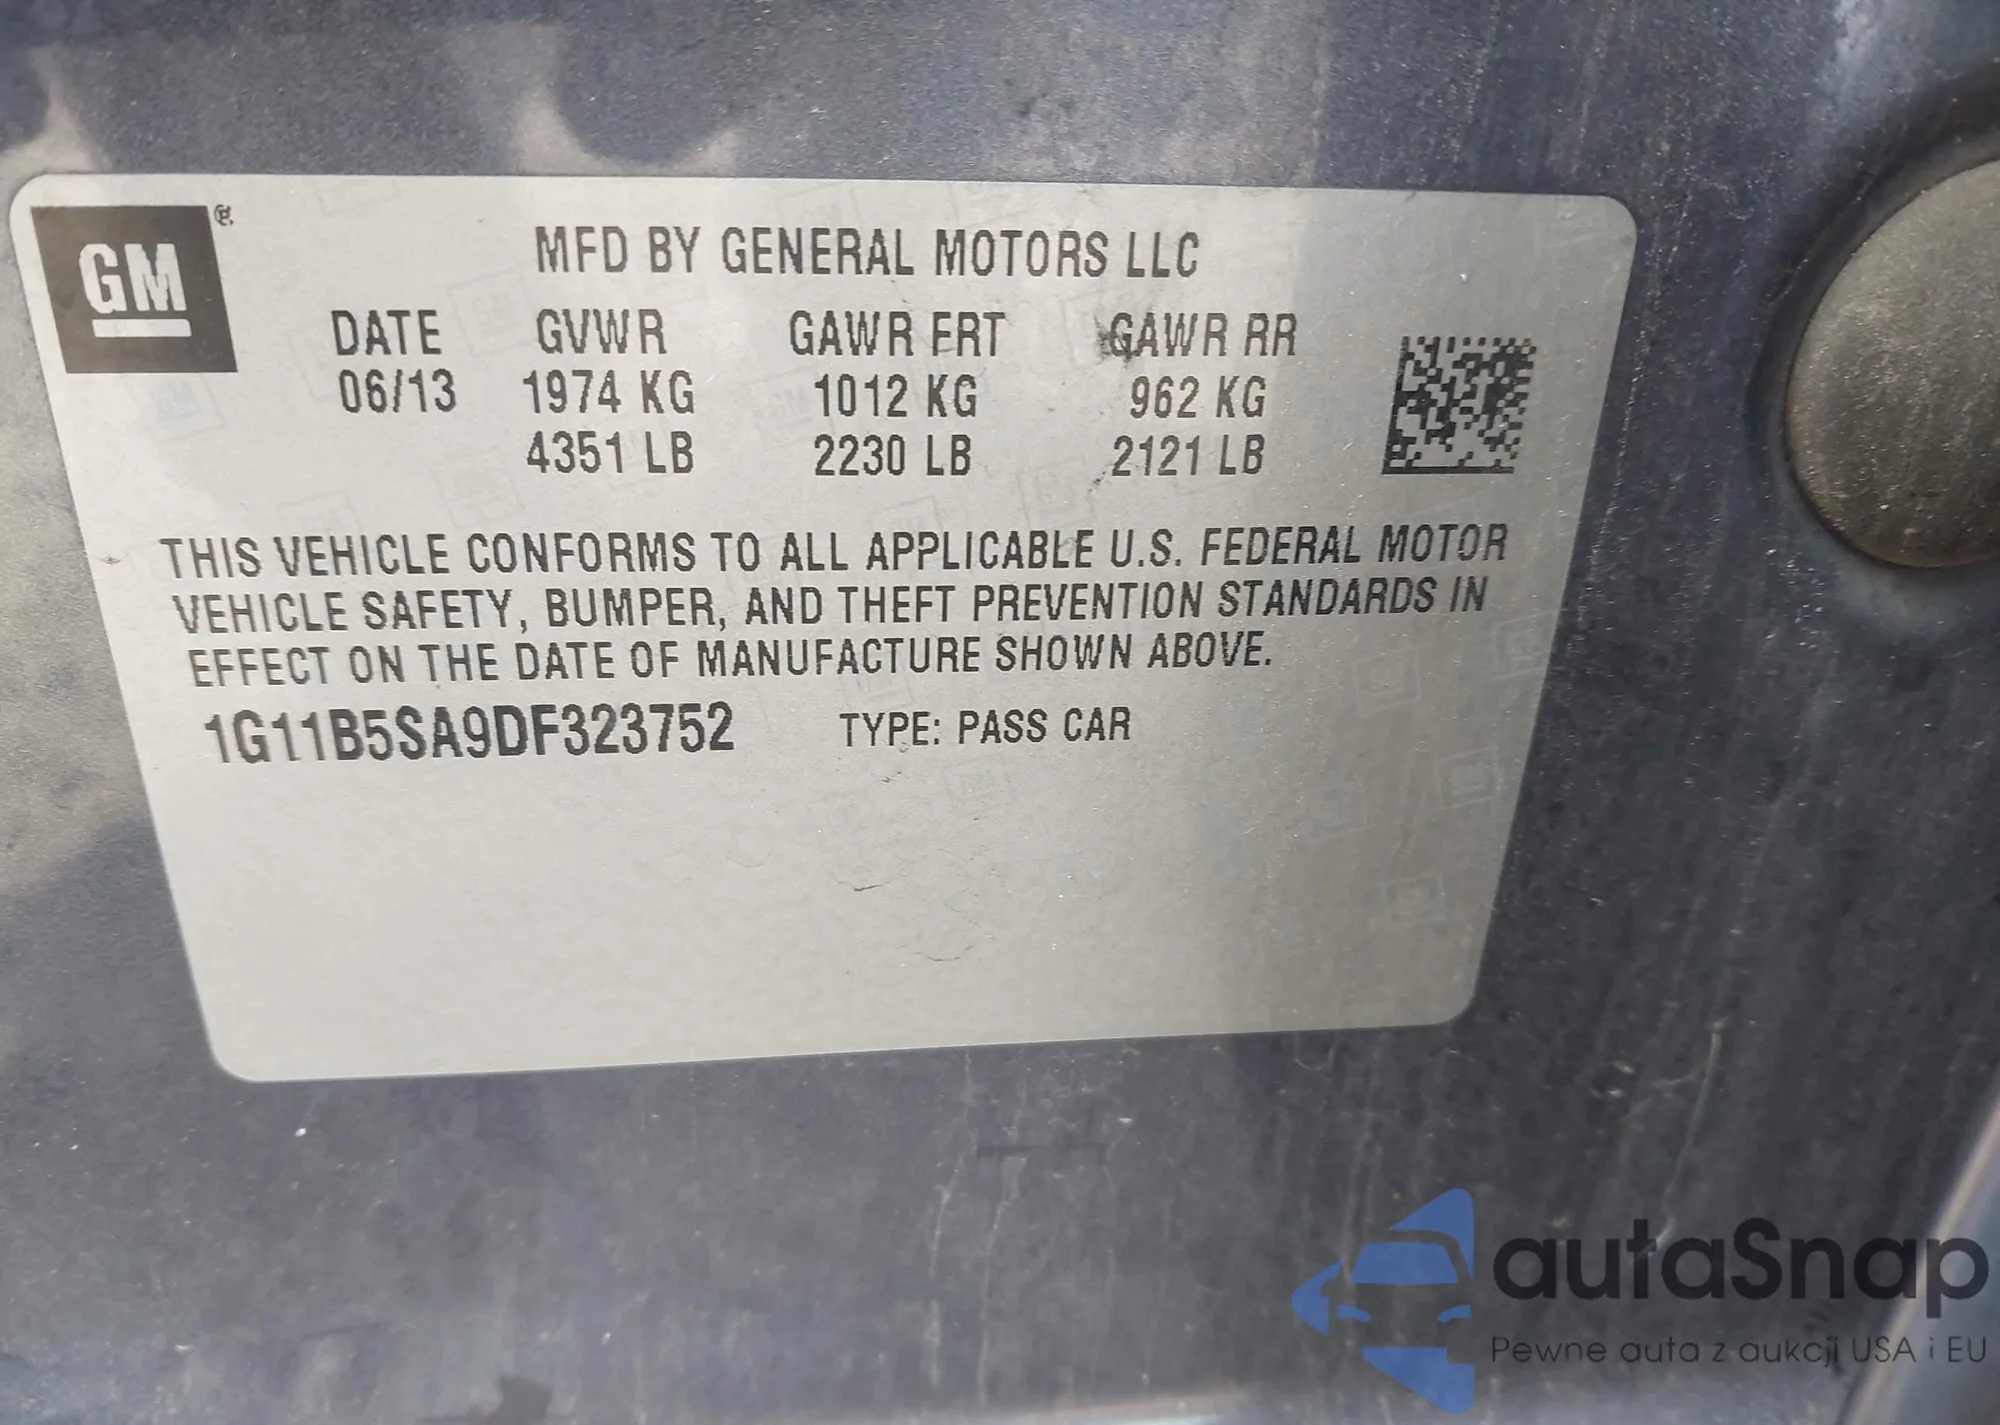 GM®
MFD BY GENERAL MOTORS LLC
DATE GVWR GAWR FRT GAWR RR
06/13 1974 KG 1012 KG 962 KG
4351 LB 2230 LB 2121 LB
THIS VEHICLE CONFORMS TO ALL APPLICABLE U.S. FEDERAL MOTOR
VEHICLE SAFETY, BUMPER, AND THEFT PREVENTION STANDARDS IN
EFFECT ON THE DATE OF MANUFACTURE SHOWN ABOVE.
1G11B5SA9DF323752 TYPE: PASS CAR
autaSnap
Pewne auta z aukcji USA i EU